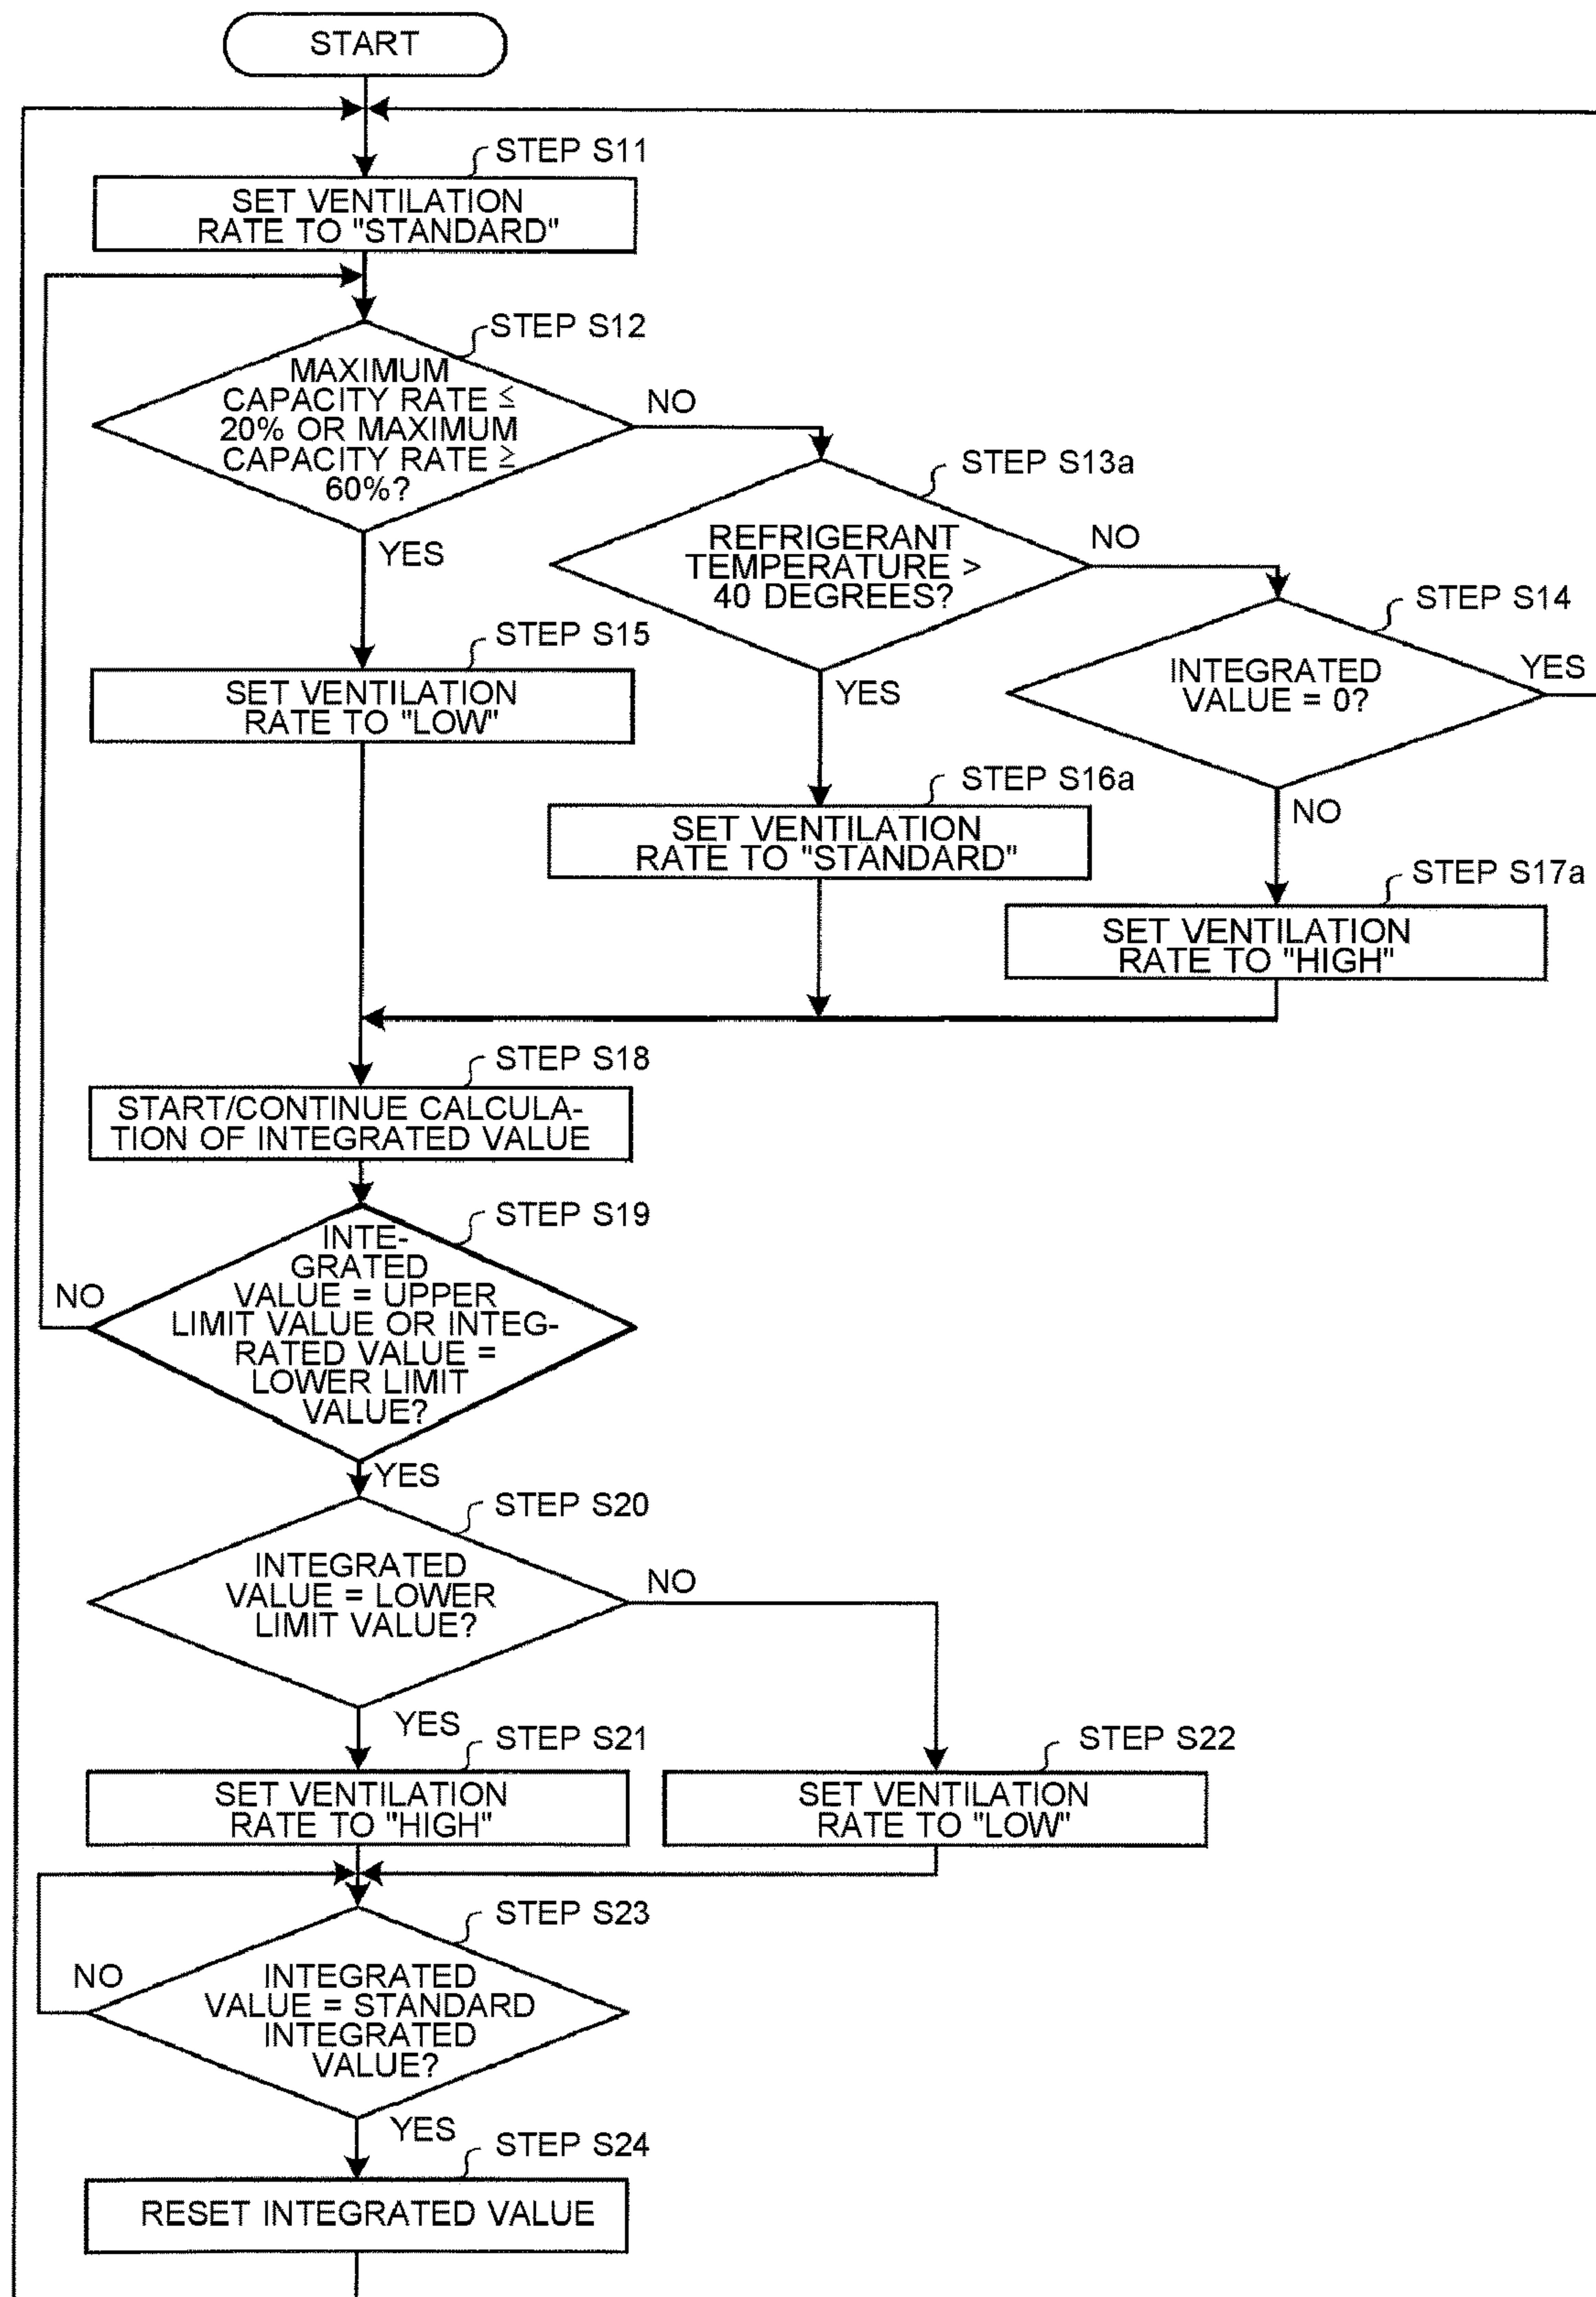 START
STEP S11
SET VENTILATION
RATE TO "STANDARD"
STEP S12
MAXIMUM
CAPACITY RATE ≦
20% OR MAXIMUM
CAPACITY RATE ≧
60%?
NO
YES
STEP S13a
REFRIGERANT
TEMPERATURE >
40 DEGREES?
NO
YES
STEP S14
INTEGRATED
VALUE = 0?
YES
NO
STEP S15
SET VENTILATION
RATE TO "LOW"
STEP S16a
SET VENTILATION
RATE TO "STANDARD"
STEP S17a
SET VENTILATION
RATE TO "HIGH"
STEP S18
START/CONTINUE CALCULA-
TION OF INTEGRATED VALUE
STEP S19
INTE-
GRATED
VALUE = UPPER
LIMIT VALUE OR INTEG-
RATED VALUE =
LOWER LIMIT
VALUE?
NO
YES
STEP S20
INTEGRATED
VALUE = LOWER
LIMIT VALUE?
NO
YES
STEP S21
SET VENTILATION
RATE TO "HIGH"
STEP S22
SET VENTILATION
RATE TO "LOW"
STEP S23
INTEGRATED
VALUE = STANDARD
INTEGRATED
VALUE?
NO
YES
STEP S24
RESET INTEGRATED VALUE